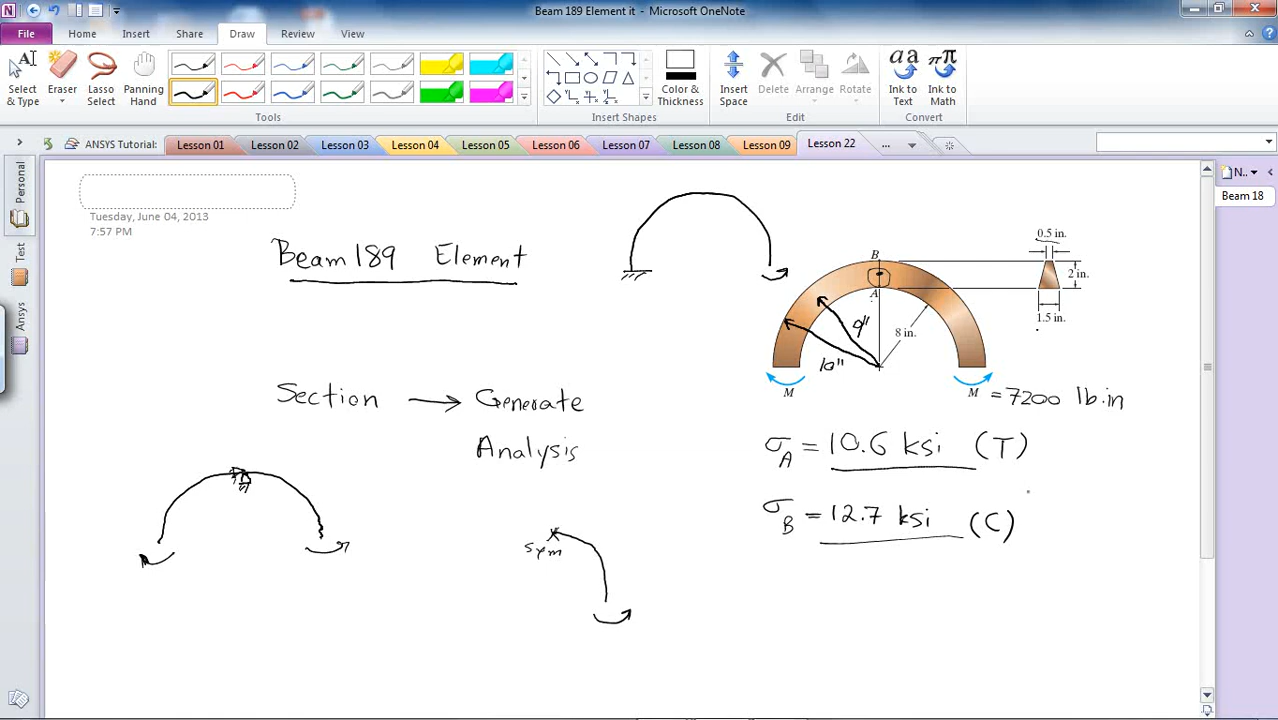 Beam 189 Element it - Microsoft OneNote
File Home Insert Share Draw Review View
Select & Type
Eraser
Lasso Select
Panning Hand
Color & Thickness
Insert Space
Delete
Arrange
Rotate
Ink to Text
Ink to Math
Tools
Insert Shapes
Edit
Convert
ANSYS Tutorial:
Lesson 01
Lesson 02
Lesson 03
Lesson 04
Lesson 05
Lesson 06
Lesson 07
Lesson 08
Lesson 09
Lesson 22
...
N..
Personal
Test
Ansys
Beam 18
Tuesday, June 04, 2013
7:57 PM
Beam 189 Element
0.5 in.
B
2 in.
A
1.5 in.
9"
8 in.
10"
M
M = 7200 lb.in
Section → Generate
Analysis
σA = 10.6 ksi (T)
σB = 12.7 ksi (C)
sym